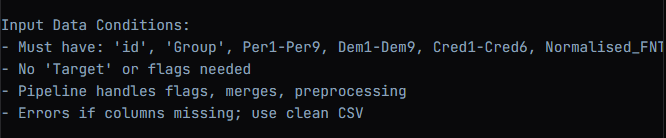 Input Data Conditions:
- Must have: 'id', 'Group', Per1-Per9, Dem1-Dem9, Cred1-Cred6, Normalised_FNT
- No 'Target' or flags needed
- Pipeline handles flags, merges, preprocessing
- Errors if columns missing; use clean CSV